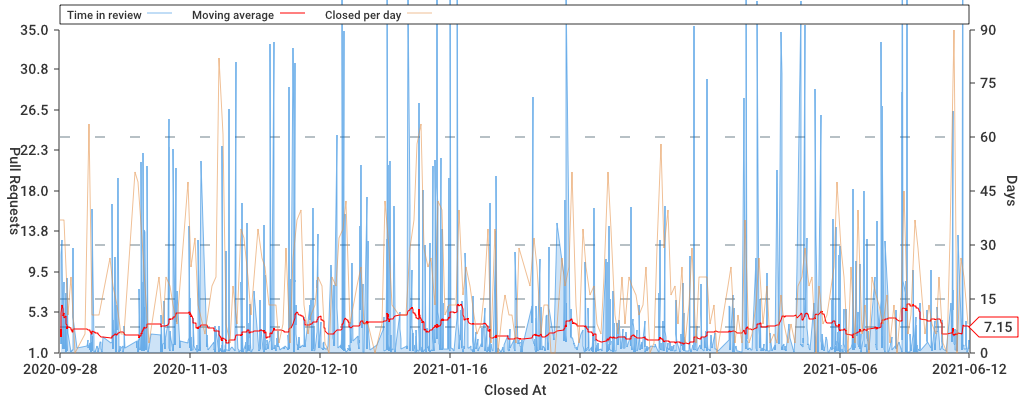 Time in review Moving average Closed per day
35.0 90
30.8 75
26.5 60
22.3
18.0 45
13.8 30
9.5 15
5.3 7.15
1.0 0
Pull Requests
Days
2020-09-28 2020-11-03 2020-12-10 2021-01-16 2021-02-22 2021-03-30 2021-05-06 2021-06-12
Closed At